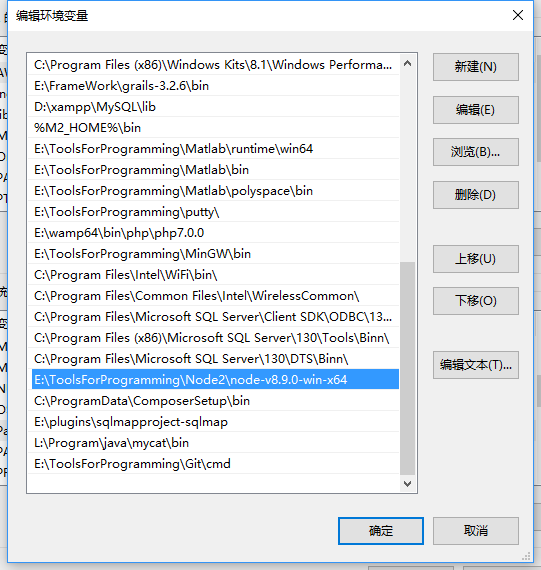 编辑环境变量
C:\Program Files (x86)\Windows Kits\8.1\Windows Performa...
E:\FrameWork\grails-3.2.6\bin
D:\xampp\MySQL\lib
%M2_HOME%\bin
E:\ToolsForProgramming\Matlab\runtime\win64
E:\ToolsForProgramming\Matlab\bin
E:\ToolsForProgramming\Matlab\polyspace\bin
E:\ToolsForProgramming\putty\
E:\wamp64\bin\php\php7.0.0
E:\ToolsForProgramming\MinGW\bin
C:\Program Files\Intel\WiFi\bin\
C:\Program Files\Common Files\Intel\WirelessCommon\
C:\Program Files\Microsoft SQL Server\Client SDK\ODBC\13...
C:\Program Files (x86)\Microsoft SQL Server\130\Tools\Binn\
C:\Program Files\Microsoft SQL Server\130\DTS\Binn\
E:\ToolsForProgramming\Node2\node-v8.9.0-win-x64
C:\ProgramData\ComposerSetup\bin
E:\plugins\sqlmapproject-sqlmap
L:\Program\java\mycat\bin
E:\ToolsForProgramming\Git\cmd
新建(N)
编辑(E)
浏览(B)...
删除(D)
上移(U)
下移(O)
编辑文本(T)...
确定
取消